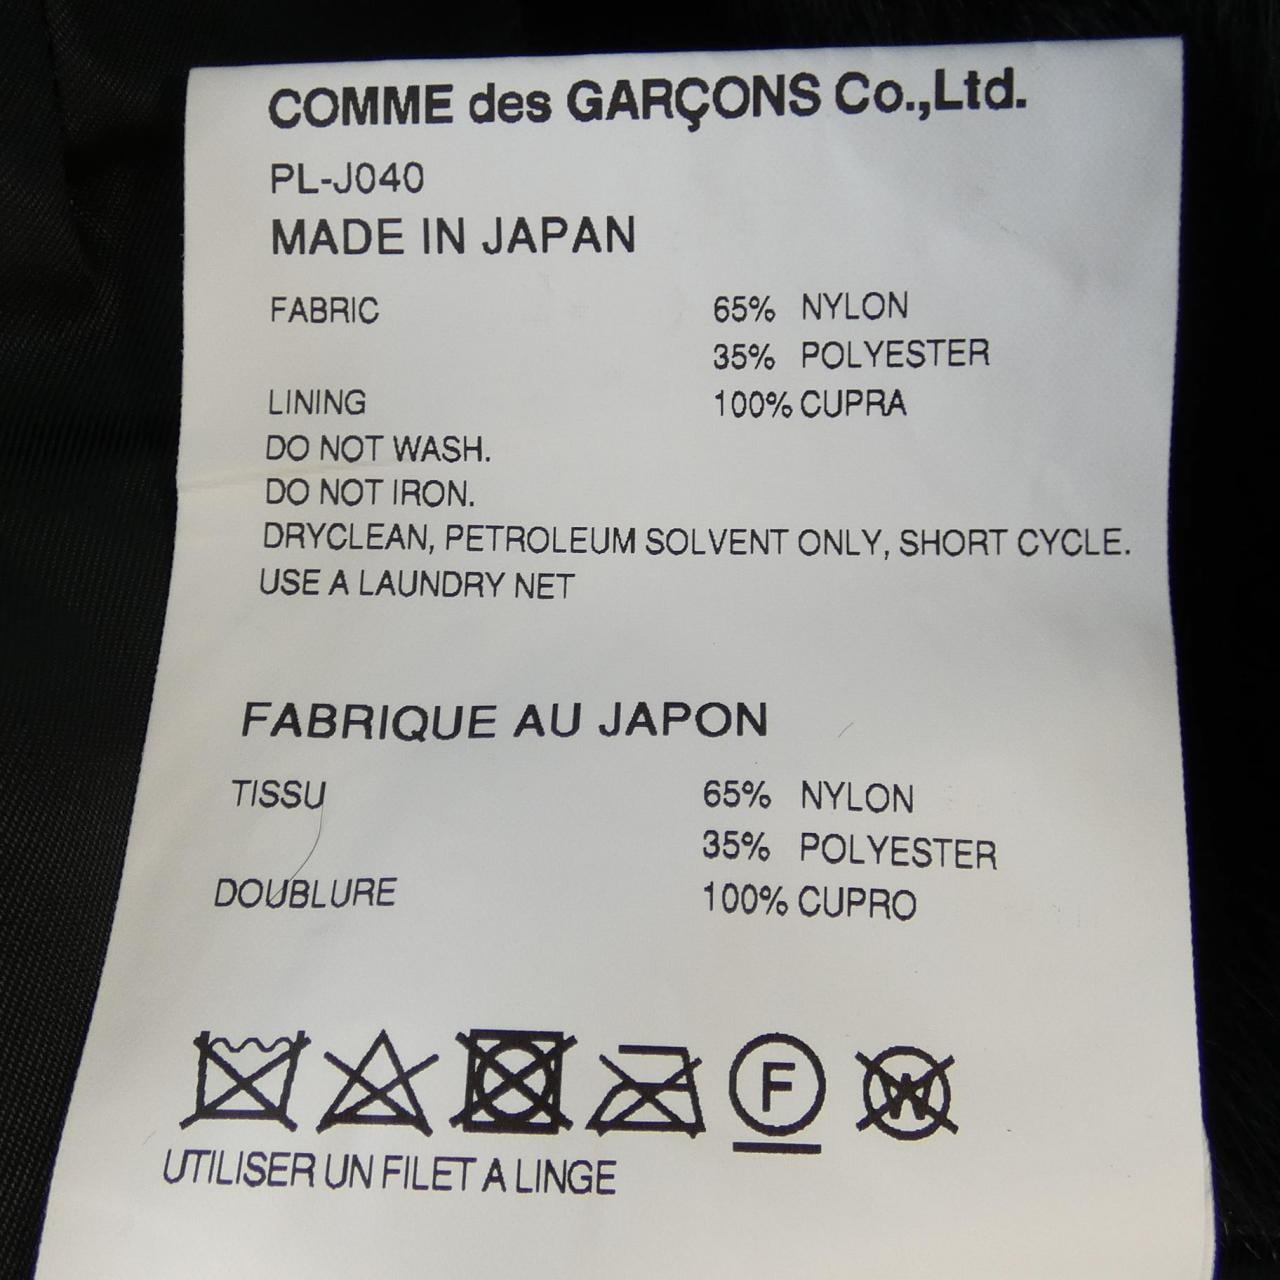 COMME des GARÇONS Co.,Ltd.
PL-J040
MADE IN JAPAN
FABRIC 65% NYLON
35% POLYESTER
LINING 100% CUPRA
DO NOT WASH.
DO NOT IRON.
DRYCLEAN, PETROLEUM SOLVENT ONLY, SHORT CYCLE.
USE A LAUNDRY NET
FABRIQUE AU JAPON
TISSU 65% NYLON
35% POLYESTER
DOUBLURE 100% CUPRO
F W
UTILISER UN FILET A LINGE